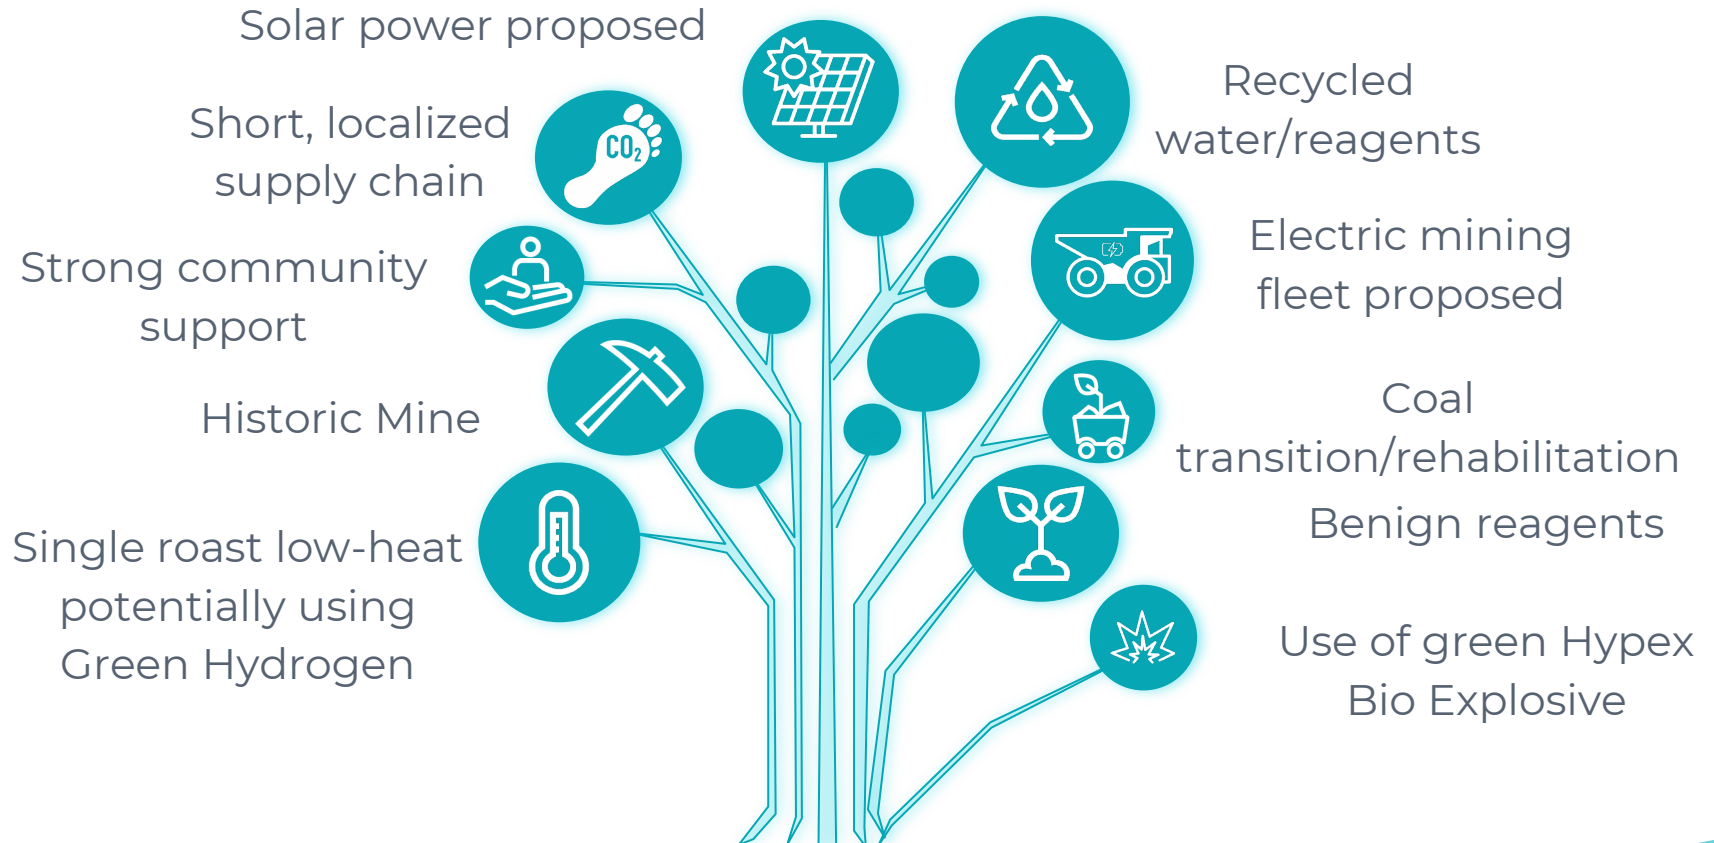 Solar power proposed
Short, localized
supply chain
CO2
Strong community
support
Historic Mine
Single roast low-heat
potentially using
Green Hydrogen
Recycled
water/reagents
Electric mining
fleet proposed
Coal
transition/rehabilitation
Benign reagents
Use of green Hypex
Bio Explosive